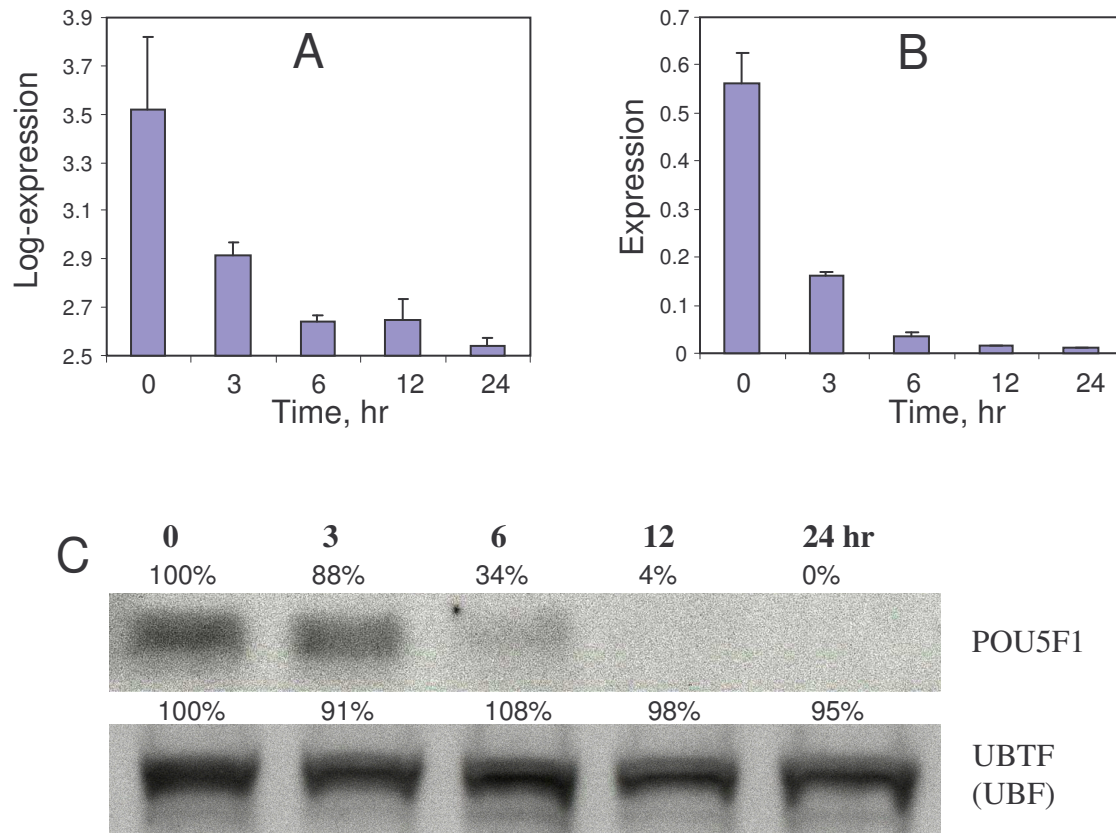 A
Log-expression
3.9
3.7
3.5
3.3
3.1
2.9
2.7
2.5
0 3 6 12 24
Time, hr
B
Expression
0.7
0.6
0.5
0.4
0.3
0.2
0.1
0
0 3 6 12 24
Time, hr
C
0 3 6 12 24 hr
100% 88% 34% 4% 0%
POU5F1
100% 91% 108% 98% 95%
UBTF
(UBF)